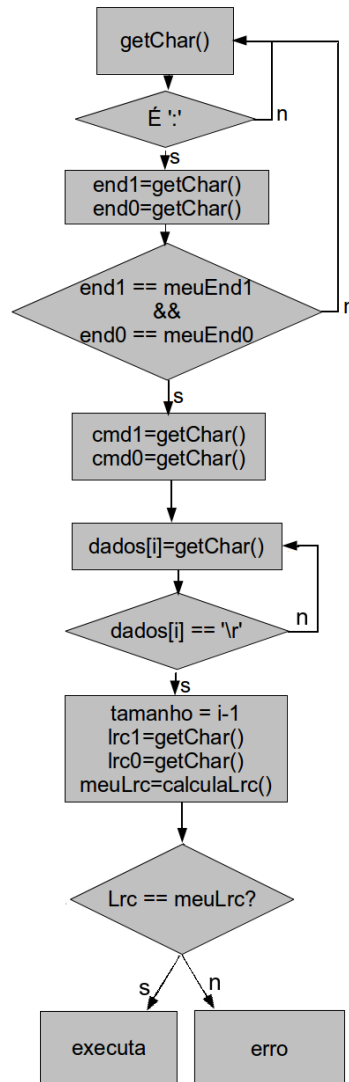 getChar()
É ':'
n
s
end1=getChar()
end0=getChar()
end1 == meuEnd1
&&
end0 == meuEnd0
n
s
cmd1=getChar()
cmd0=getChar()
dados[i]=getChar()
dados[i] == '\r'
n
s
tamanho = i-1
lrc1=getChar()
lrc0=getChar()
meuLrc=calculaLrc()
Lrc == meuLrc?
s
n
executa
erro